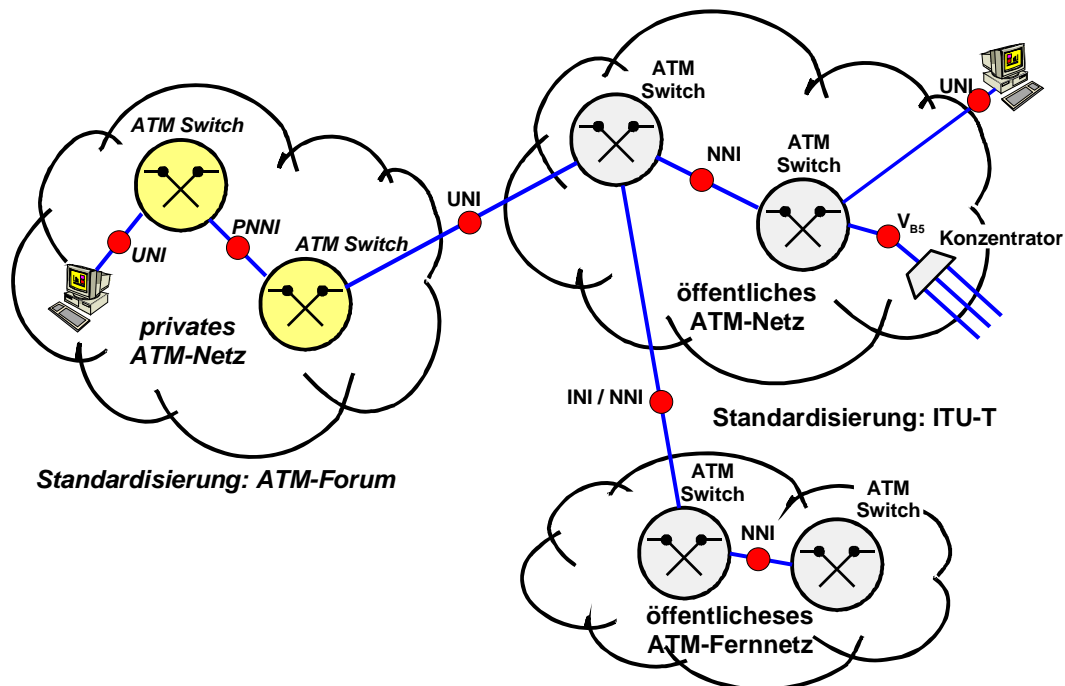 ATM Switch
UNI
PNNI
ATM Switch
privates
ATM-Netz
Standardisierung: ATM-Forum
UNI
ATM
Switch
NNI
ATM
Switch
UNI
VB5
Konzentrator
öffentliches
ATM-Netz
INI / NNI
Standardisierung: ITU-T
ATM
Switch
NNI
ATM
Switch
öffentlicheses
ATM-Fernnetz